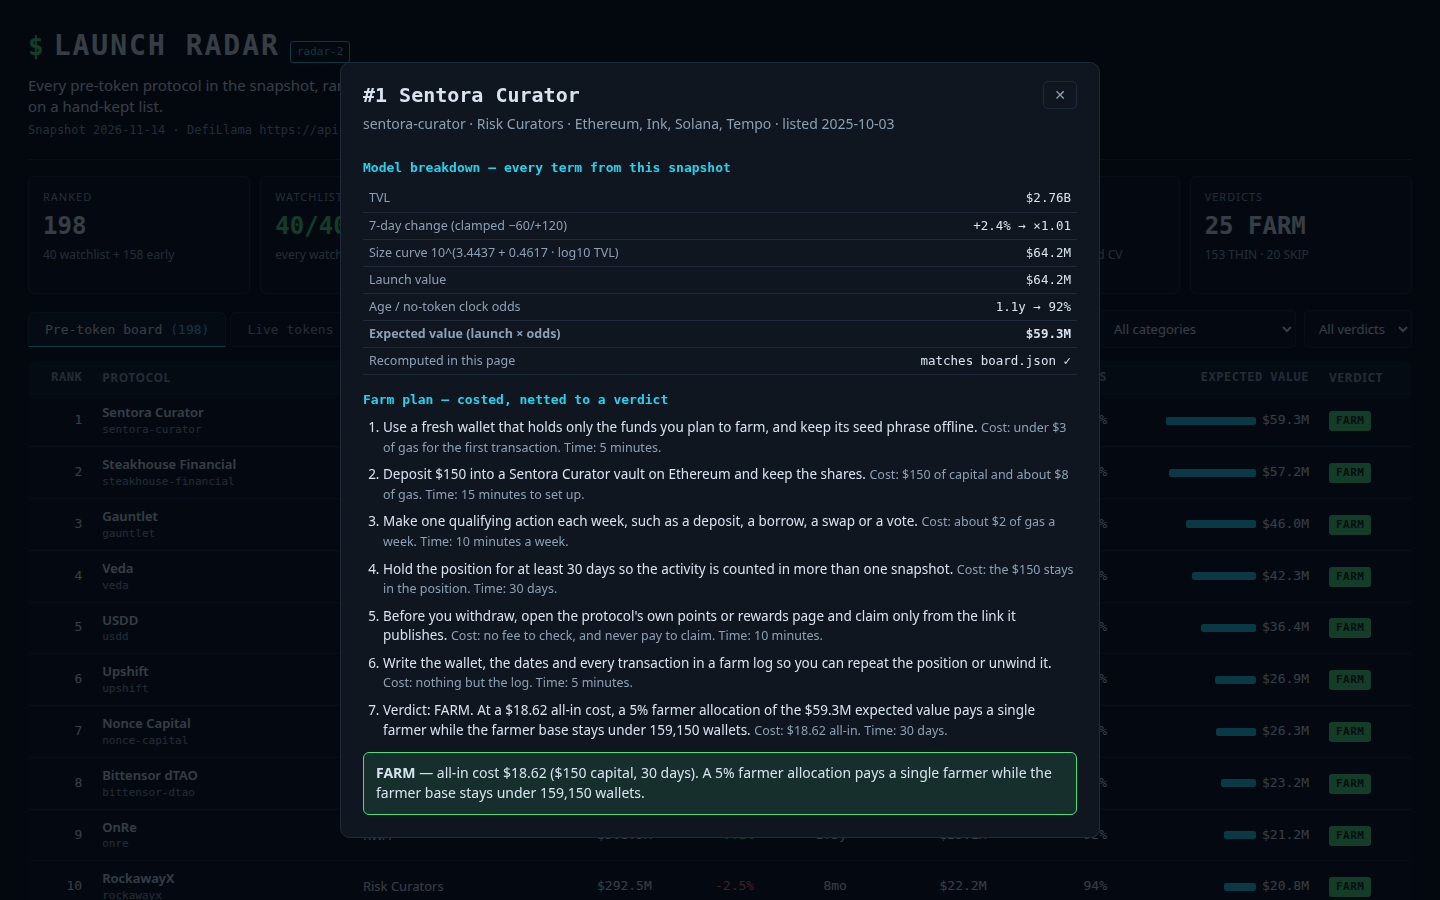 $ LAUNCH RADAR radar-2
Every pre-token protocol in the snapshot, ran
on a hand-kept list.
Snapshot 2026-11-14 · DefiLlama https://api
RANKED
198
40 watchlist + 158 early
WATCHLIST
40/40
every watch
d CV
VERDICTS
25 FARM
153 THIN · 20 SKIP
Pre-token board (198)
Live tokens
All categories
All verdicts
#1 Sentora Curator
×
sentora-curator · Risk Curators · Ethereum, Ink, Solana, Tempo · listed 2025-10-03
Model breakdown — every term from this snapshot
TVL $2.76B
7-day change (clamped −60/+120) +2.4% → ×1.01
Size curve 10^(3.4437 + 0.4617 · log10 TVL) $64.2M
Launch value $64.2M
Age / no-token clock odds 1.1y → 92%
Expected value (launch × odds) $59.3M
Recomputed in this page matches board.json ✓
Farm plan — costed, netted to a verdict
1. Use a fresh wallet that holds only the funds you plan to farm, and keep its seed phrase offline. Cost: under $3
of gas for the first transaction. Time: 5 minutes.
2. Deposit $150 into a Sentora Curator vault on Ethereum and keep the shares. Cost: $150 of capital and about $8
of gas. Time: 15 minutes to set up.
3. Make one qualifying action each week, such as a deposit, a borrow, a swap or a vote. Cost: about $2 of gas a
week. Time: 10 minutes a week.
4. Hold the position for at least 30 days so the activity is counted in more than one snapshot. Cost: the $150 stays
in the position. Time: 30 days.
5. Before you withdraw, open the protocol's own points or rewards page and claim only from the link it
publishes. Cost: no fee to check, and never pay to claim. Time: 10 minutes.
6. Write the wallet, the dates and every transaction in a farm log so you can repeat the position or unwind it.
Cost: nothing but the log. Time: 5 minutes.
7. Verdict: FARM. At a $18.62 all-in cost, a 5% farmer allocation of the $59.3M expected value pays a single
farmer while the farmer base stays under 159,150 wallets. Cost: $18.62 all-in. Time: 30 days.
FARM — all-in cost $18.62 ($150 capital, 30 days). A 5% farmer allocation pays a single farmer while the
farmer base stays under 159,150 wallets.
RANK PROTOCOL S EXPECTED VALUE VERDICT
1 Sentora Curator % $59.3M FARM
sentora-curator
2 Steakhouse Financial % $57.2M FARM
steakhouse-financial
3 Gauntlet % $46.0M FARM
gauntlet
4 Veda % $42.3M FARM
veda
5 USDD % $36.4M FARM
usdd
6 Upshift % $26.9M FARM
upshift
7 Nonce Capital % $26.3M FARM
nonce-capital
8 Bittensor dTAO % $23.2M FARM
bittensor-dtao
9 OnRe $21.2M FARM
onre
10 RockawayX Risk Curators $292.5M -2.5% 8mo $22.2M 94% $20.8M FARM
rockawayx